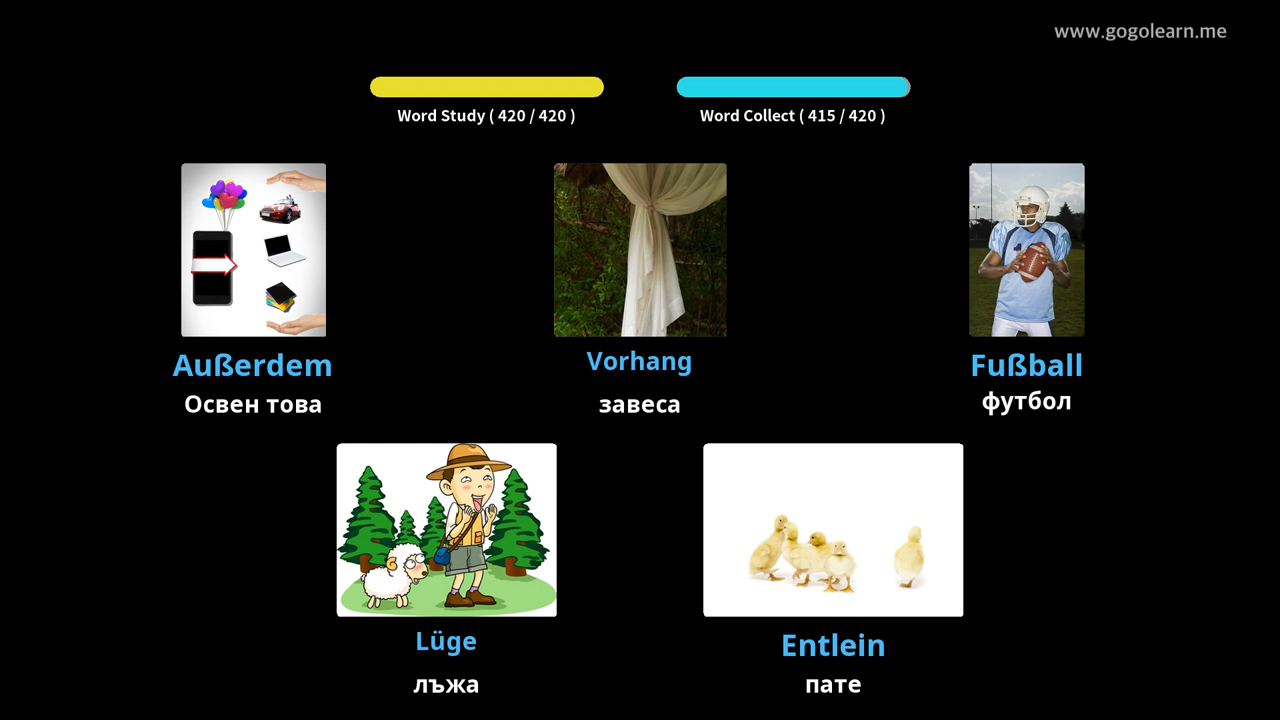 www.gogolearn.me
Word Study ( 420 / 420 )
Word Collect ( 415 / 420 )
Außerdem
Освен това
Vorhang
завеса
Fußball
футбол
Lüge
лъжа
Entlein
пате